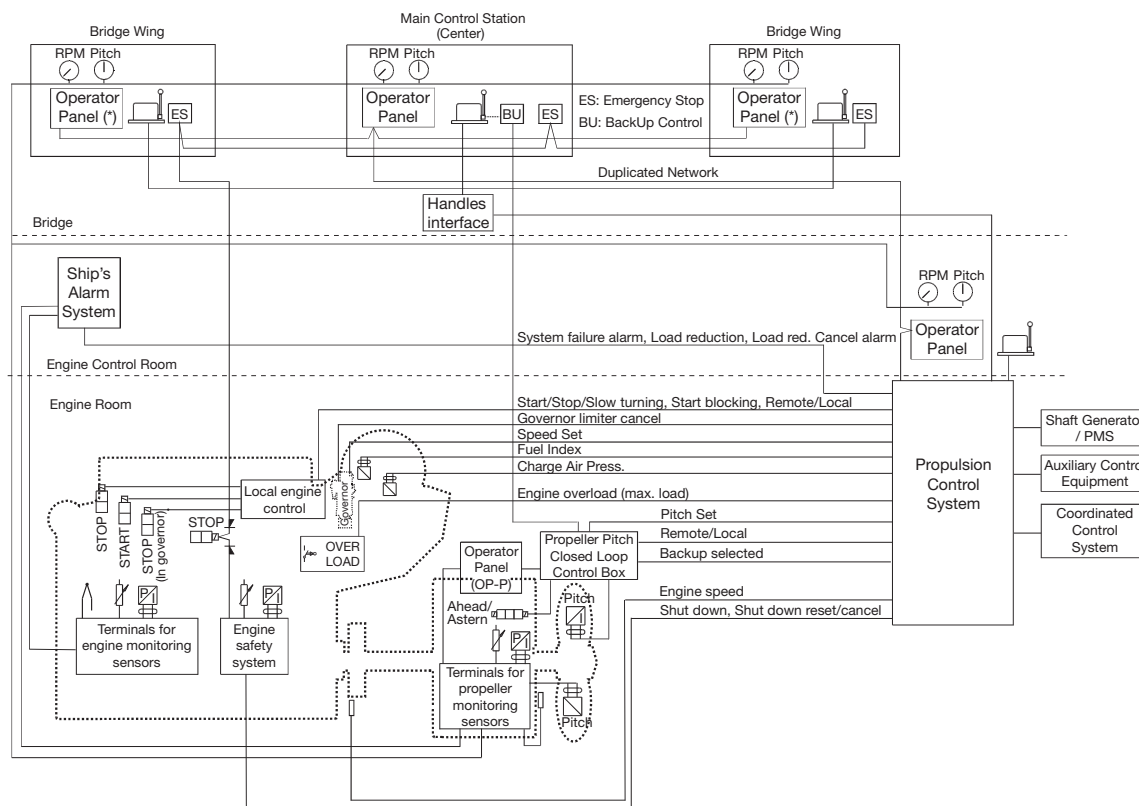 Main Control Station
(Center)
Bridge Wing
Bridge Wing
RPM Pitch
RPM Pitch
RPM Pitch
Operator
Panel (*)
ES
Operator
Panel
BU
ES
ES: Emergency Stop
BU: BackUp Control
Operator
Panel (*)
ES
Duplicated Network
Handles
interface
Bridge
Ship's
Alarm
System
RPM Pitch
Operator
Panel
System failure alarm, Load reduction, Load red. Cancel alarm
Engine Control Room
Engine Room
Start/Stop/Slow turning, Start blocking, Remote/Local
Governor limiter cancel
Speed Set
Fuel Index
Charge Air Press.
Engine overload (max. load)
Pitch Set
Remote/Local
Backup selected
Engine speed
Shut down, Shut down reset/cancel
Propulsion
Control
System
Shaft Generator
/ PMS
Auxiliary Control
Equipment
Coordinated
Control
System
Local engine
control
Governor
STOP
START
STOP
(In governor)
STOP
OVER
LOAD
Operator
Panel
(OP-P)
Propeller Pitch
Closed Loop
Control Box
Ahead/
Astern
Pitch
P
I
P
I
P
I
I
I
Terminals for
engine monitoring
sensors
Engine
safety
system
Terminals for
propeller
monitoring
sensors
Pitch